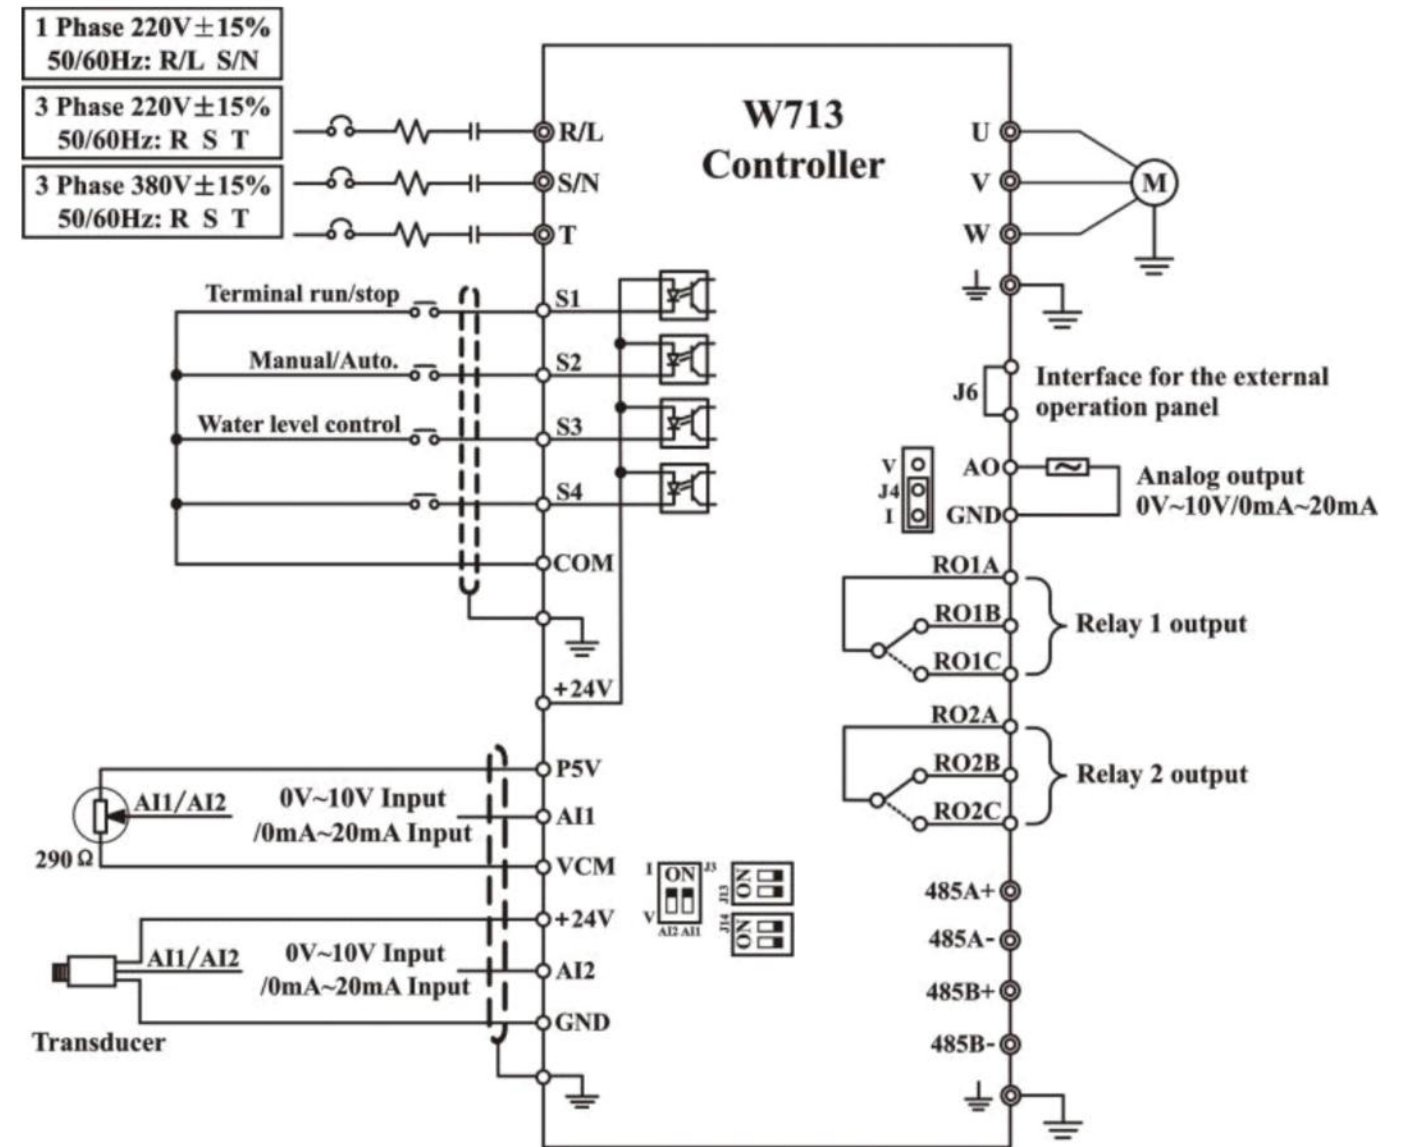 1 Phase 220V±15%
50/60Hz: R/L S/N
3 Phase 220V±15%
50/60Hz: R S T
3 Phase 380V±15%
50/60Hz: R S T
W713
Controller
R/L
S/N
T
U
V
W
M
Terminal run/stop
S1
Manual/Auto.
S2
Water level control
S3
S4
COM
+24V
J6
Interface for the external
operation panel
V
J4
I
AO
GND
Analog output
0V~10V/0mA~20mA
RO1A
RO1B
RO1C
Relay 1 output
RO2A
RO2B
RO2C
Relay 2 output
P5V
AI1/AI2
0V~10V Input
/0mA~20mA Input
AI1
290Ω
VCM
+24V
AI1/AI2
0V~10V Input
/0mA~20mA Input
AI2
GND
Transducer
I
ON
J3
V
AI2 AI1
J13
ON
J14
ON
485A+
485A-
485B+
485B-